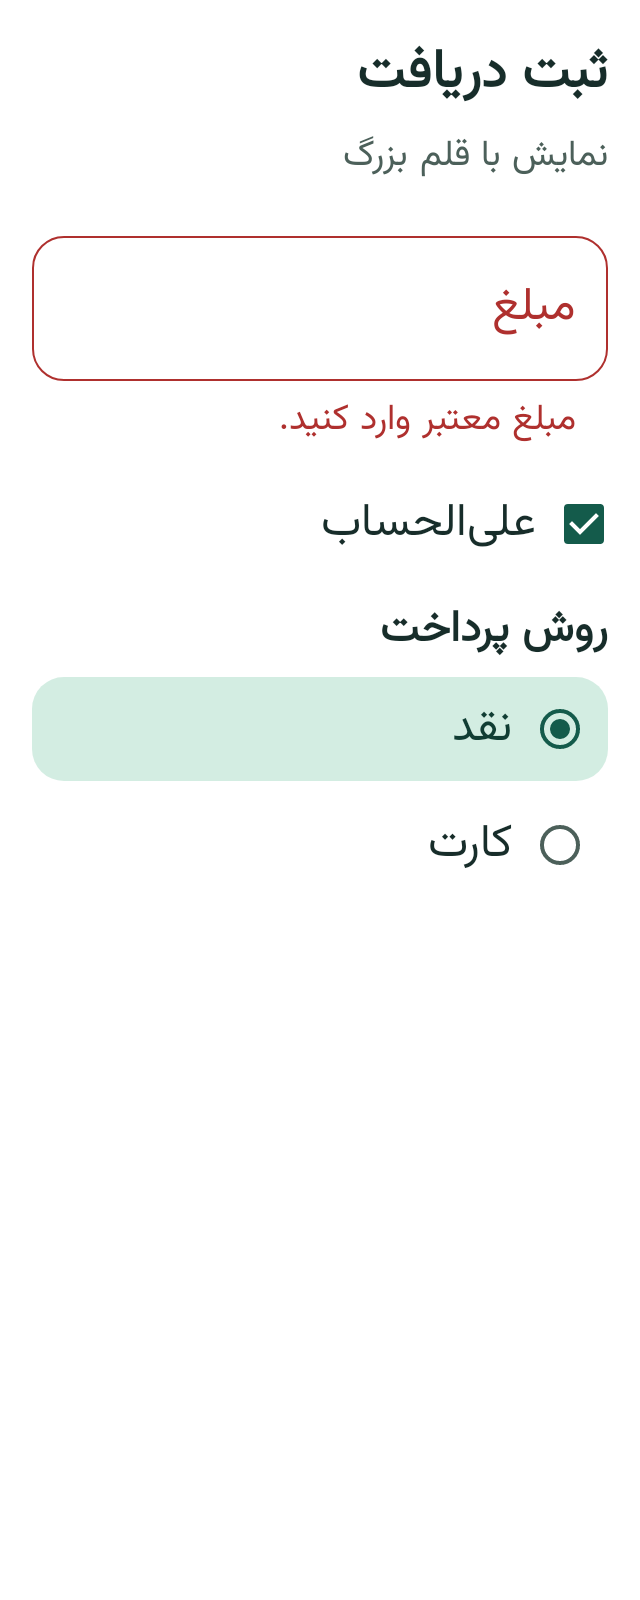 ثبت دریافت
نمایش با قلم بزرگ
مبلغ
مبلغ معتبر وارد کنید.
علی‌الحساب
روش پرداخت
نقد
کارت